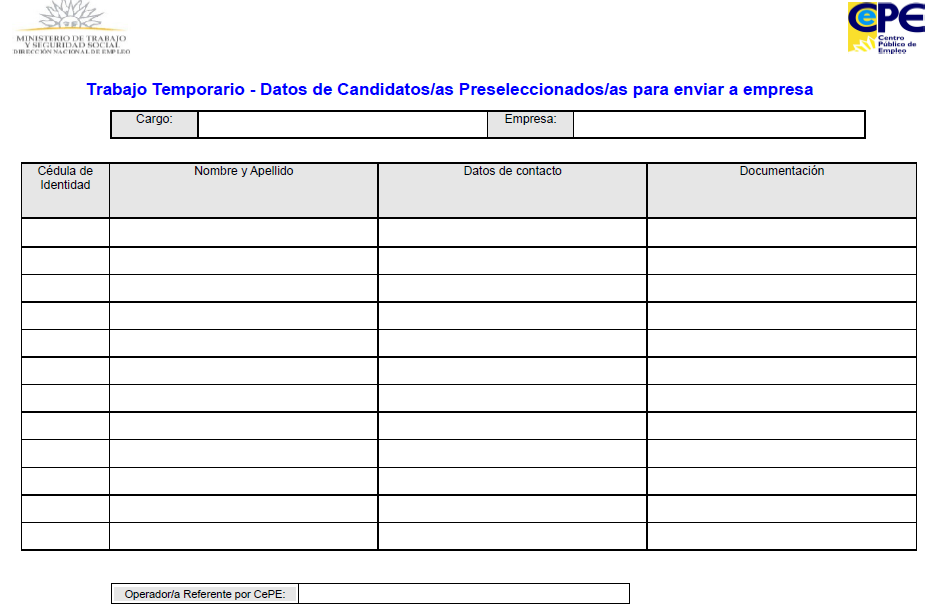 MINISTERIO DE TRABAJO
Y SEGURIDAD SOCIAL
DIRECCIÓN NACIONAL DE EMPLEO
CePE
Centro
Público de
Empleo
Trabajo Temporario - Datos de Candidatos/as Preseleccionados/as para enviar a empresa
Cargo: Empresa:
Cédula de Identidad Nombre y Apellido Datos de contacto Documentación
Operador/a Referente por CePE: